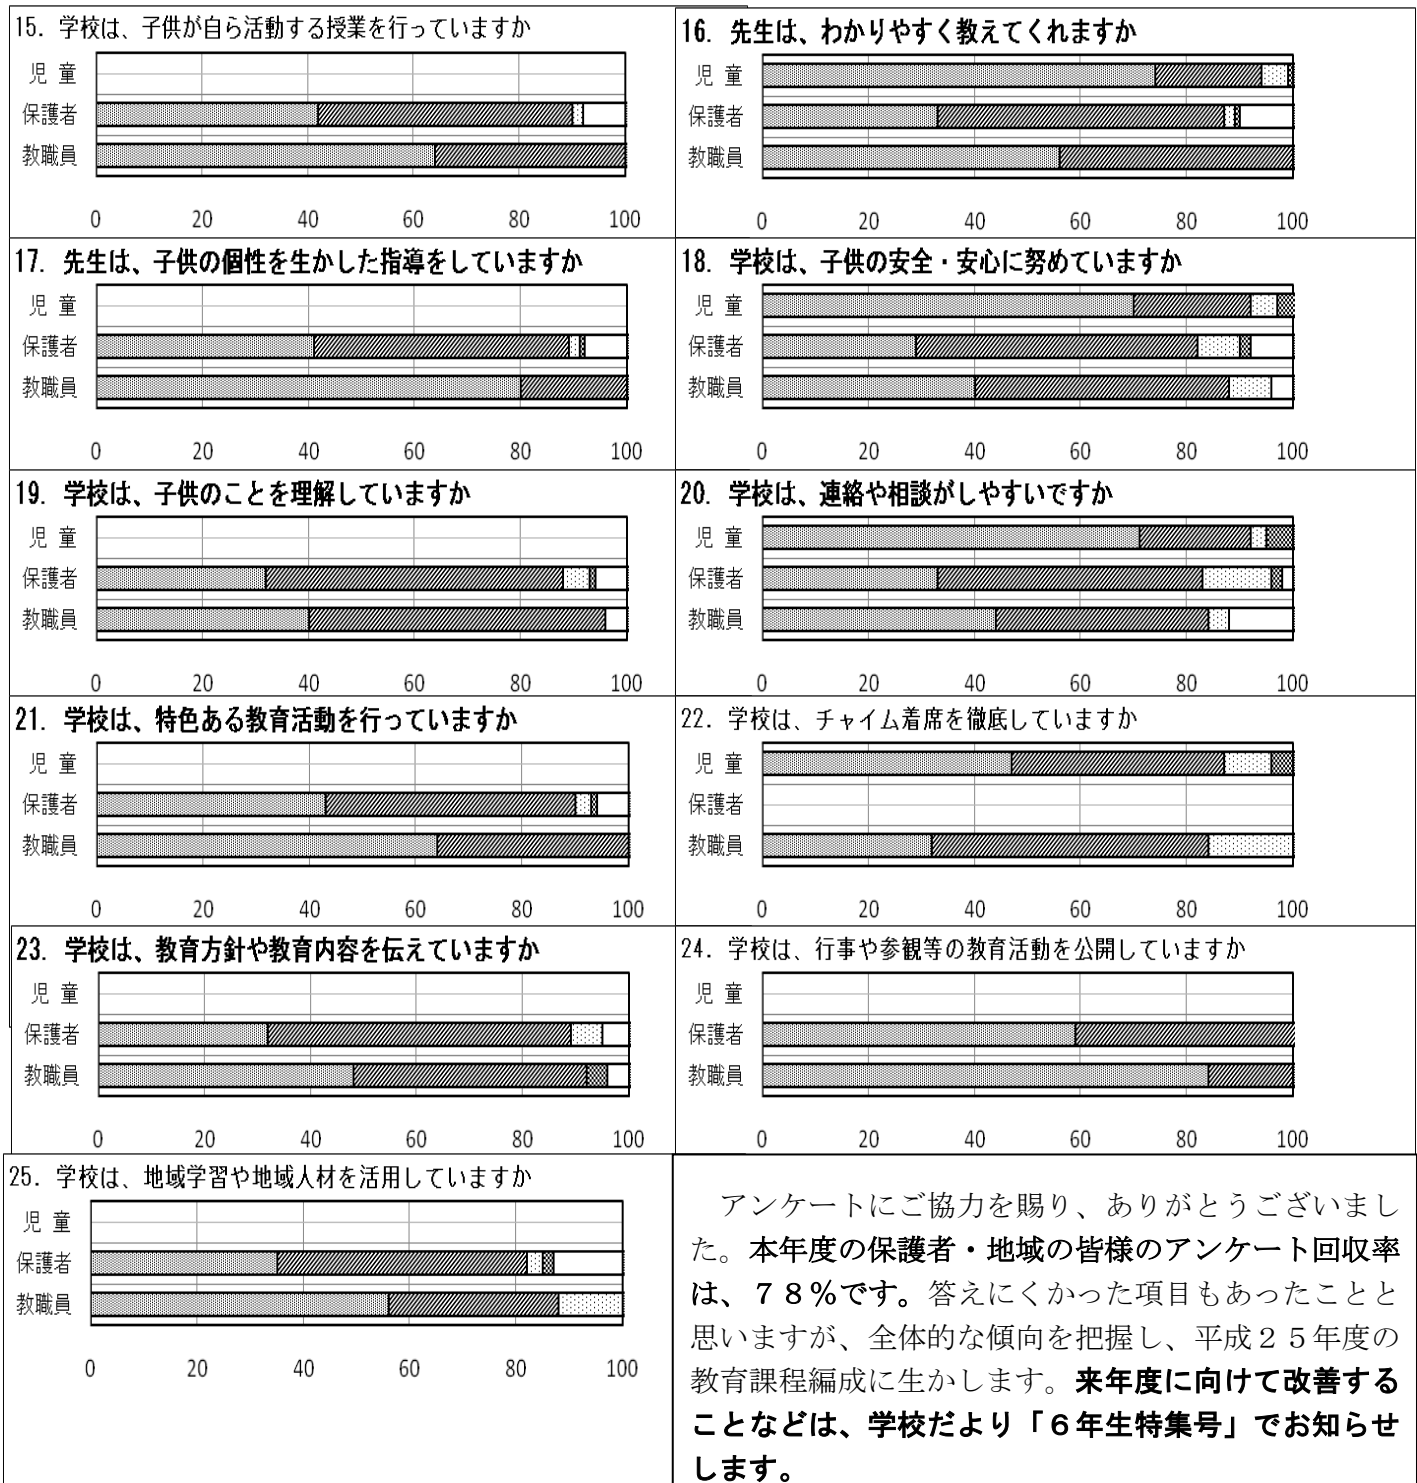 15. 学校は、子供が自ら活動する授業を行っていますか
児 童
保護者
教職員
0 20 40 60 80 100
16. 先生は、わかりやすく教えてくれますか
児 童
保護者
教職員
0 20 40 60 80 100
17. 先生は、子供の個性を生かした指導をしていますか
児 童
保護者
教職員
0 20 40 60 80 100
18. 学校は、子供の安全・安心に努めていますか
児 童
保護者
教職員
0 20 40 60 80 100
19. 学校は、子供のことを理解していますか
児 童
保護者
教職員
0 20 40 60 80 100
20. 学校は、連絡や相談がしやすいですか
児 童
保護者
教職員
0 20 40 60 80 100
21. 学校は、特色ある教育活動を行っていますか
児 童
保護者
教職員
0 20 40 60 80 100
22. 学校は、チャイム着席を徹底していますか
児 童
保護者
教職員
0 20 40 60 80 100
23. 学校は、教育方針や教育内容を伝えていますか
児 童
保護者
教職員
0 20 40 60 80 100
24. 学校は、行事や参観等の教育活動を公開していますか
児 童
保護者
教職員
0 20 40 60 80 100
25. 学校は、地域学習や地域人材を活用していますか
児 童
保護者
教職員
0 20 40 60 80 100
アンケートにご協力を賜り、ありがとうございまし
た。本年度の保護者・地域の皆様のアンケート回収率
は、78%です。答えにくかった項目もあったことと
思いますが、全体的な傾向を把握し、平成25年度の
教育課程編成に生かします。来年度に向けて改善する
ことなどは、学校だより「6年生特集号」でお知らせ
します。